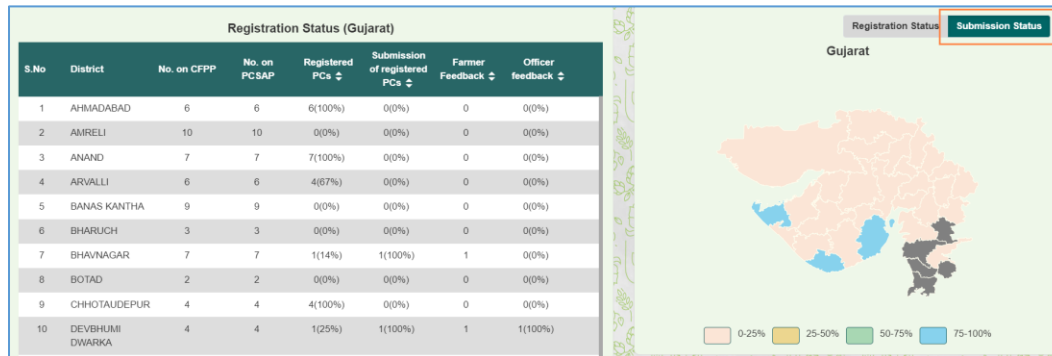 Registration Status (Gujarat)
S.No District No. on CFPP No. on PCSAP Registered PCs Submission of registered PCs Farmer Feedback Officer feedback
1 AHMADABAD 6 6 6(100%) 0(0%) 0 0(0%)
2 AMRELI 10 10 0(0%) 0(0%) 0 0(0%)
3 ANAND 7 7 7(100%) 0(0%) 0 0(0%)
4 ARVALLI 6 6 4(67%) 0(0%) 0 0(0%)
5 BANAS KANTHA 9 9 0(0%) 0(0%) 0 0(0%)
6 BHARUCH 3 3 0(0%) 0(0%) 0 0(0%)
7 BHAVNAGAR 7 7 1(14%) 1(100%) 1 0(0%)
8 BOTAD 2 2 0(0%) 0(0%) 0 0(0%)
9 CHHOTAUDEPUR 4 4 4(100%) 0(0%) 0 0(0%)
10 DEVBHUMI DWARKA 4 4 1(25%) 1(100%) 1 1(100%)
Registration Status Submission Status
Gujarat
0-25% 25-50% 50-75% 75-100%